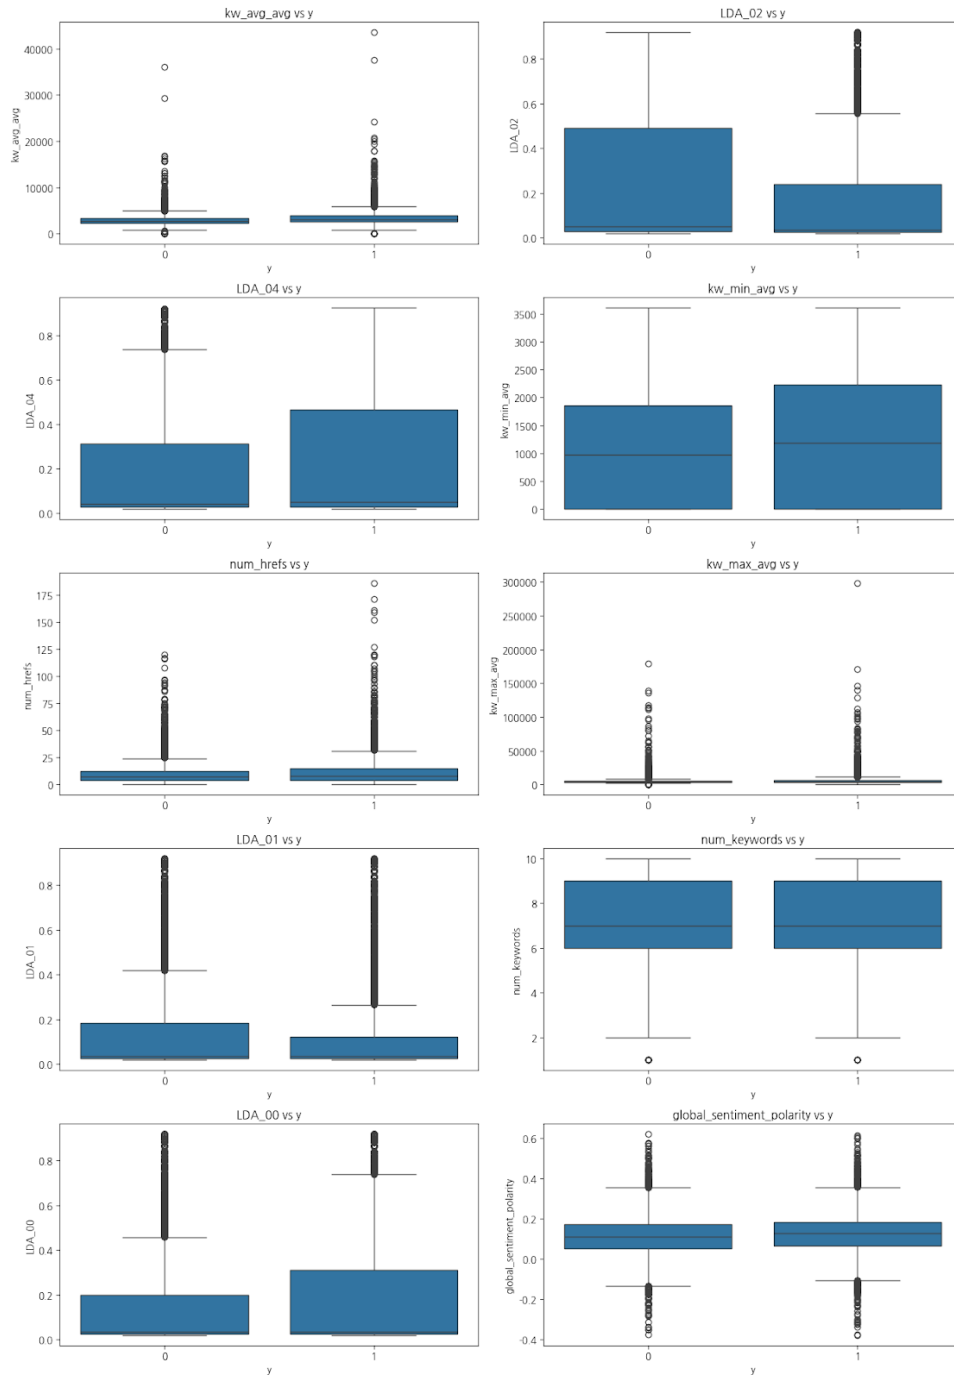 kw_avg_avg vs y
kw_avg_avg
40000
30000
20000
10000
0
0 1
y
LDA_02 vs y
LDA_02
0.8
0.6
0.4
0.2
0.0
0 1
y
LDA_04 vs y
LDA_04
0.8
0.6
0.4
0.2
0.0
0 1
y
kw_min_avg vs y
kw_min_avg
3500
3000
2500
2000
1500
1000
500
0
0 1
y
num_hrefs vs y
num_hrefs
175
150
125
100
75
50
25
0
0 1
y
kw_max_avg vs y
kw_max_avg
300000
250000
200000
150000
100000
50000
0
0 1
y
LDA_01 vs y
LDA_01
0.8
0.6
0.4
0.2
0.0
0 1
y
num_keywords vs y
num_keywords
10
8
6
4
2
0 1
y
LDA_00 vs y
LDA_00
0.8
0.6
0.4
0.2
0.0
0 1
y
global_sentiment_polarity vs y
global_sentiment_polarity
0.6
0.4
0.2
0.0
-0.2
-0.4
0 1
y